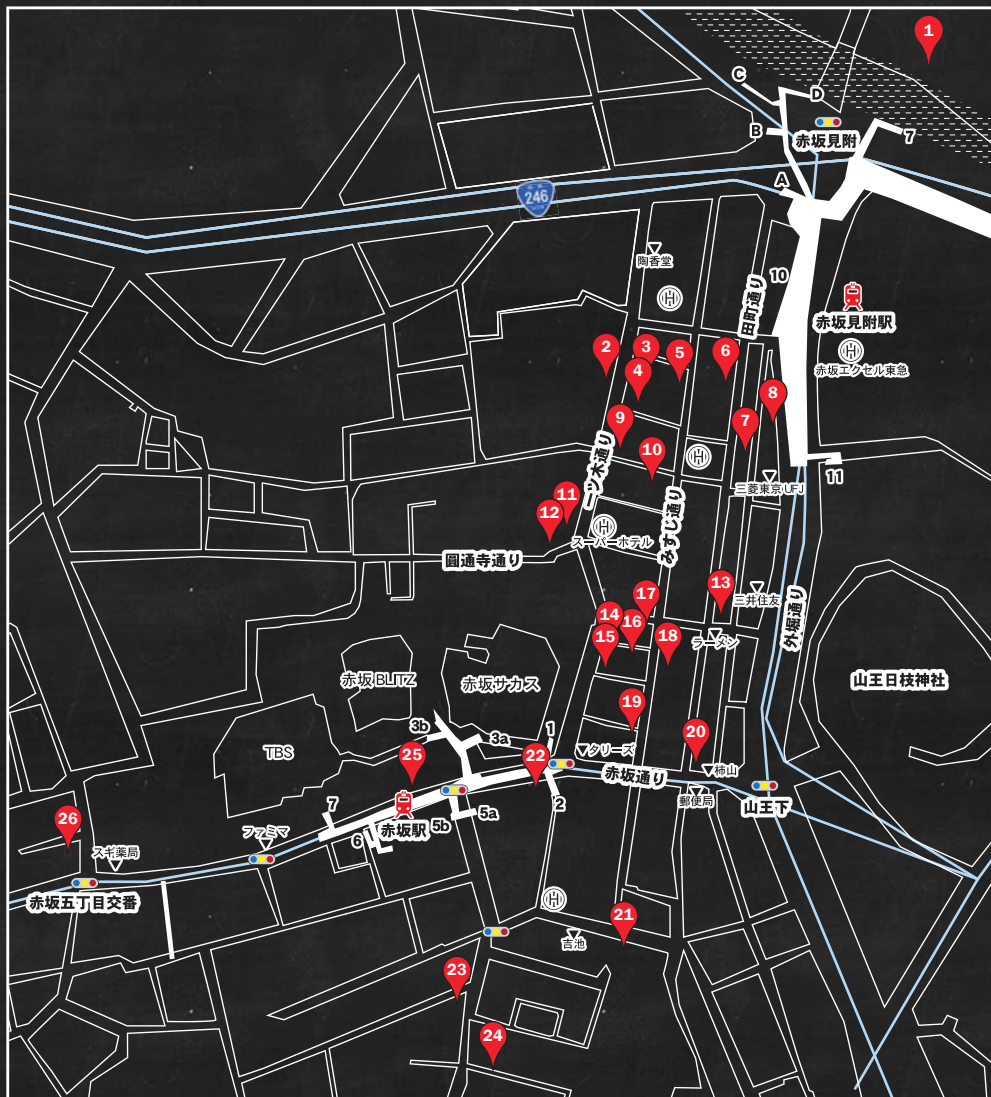 1
C
D
赤坂見附
7
B
A
246
陶香堂
H
10
田町通り
赤坂見附駅
H
赤坂エクセル東急
2
3
4
5
6
7
8
9
10
一ツ木通り
H
三菱東京UFJ
11
11
12
H
スーパーホテル
みすじ通り
圓通寺通り
13
三井住友
外堀通り
14
15
16
17
18
ラーメン
山王日枝神社
赤坂BLITZ
赤坂サカス
19
20
TBS
3b
3a
1
タリーズ
25
22
赤坂通り
柿山
郵便局
山王下
2
7
赤坂駅
5b
5a
6
26
スギ薬局
ファミマ
赤坂五丁目交番
H
21
吉池
23
24